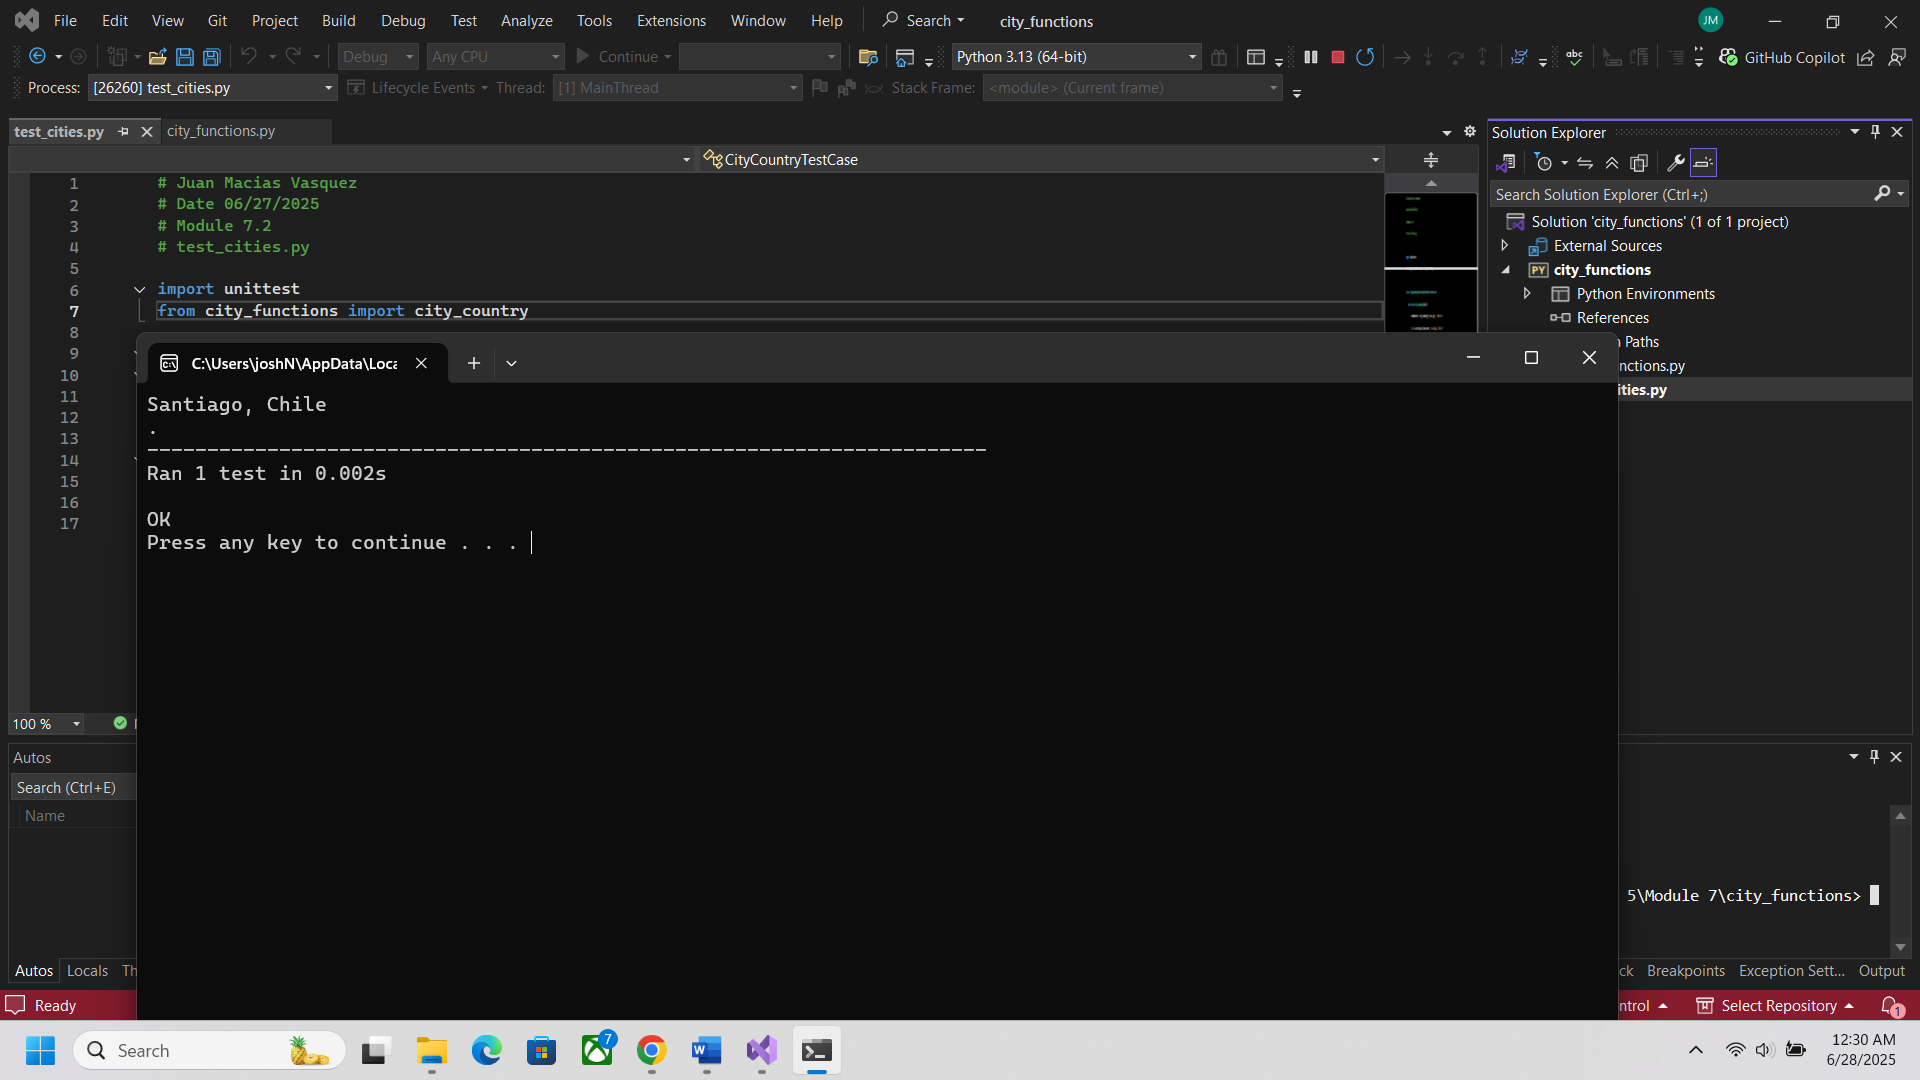 File Edit View Git Project Build Debug Test Analyze Tools Extensions Window Help Search city_functions JM
Debug Any CPU Continue Python 3.13 (64-bit) abc GitHub Copilot
Process: [26260] test_cities.py Lifecycle Events Thread: [1] MainThread Stack Frame: <module> (Current frame)
test_cities.py city_functions.py
CityCountryTestCase
1 # Juan Macias Vasquez
2 # Date 06/27/2025
3 # Module 7.2
4 # test_cities.py
5
6 import unittest
7 from city_functions import city_country
8
9
10
11
12
13
14
15
16
17
C:\Users\joshN\AppData\Loca
Santiago, Chile
.
----------------------------------------------------------------------
Ran 1 test in 0.002s
OK
Press any key to continue . . .
Solution Explorer
Search Solution Explorer (Ctrl+;)
Solution 'city_functions' (1 of 1 project)
External Sources
PY city_functions
Python Environments
References
Paths
nctions.py
ities.py
100 %
Autos
Search (Ctrl+E)
Name
Autos Locals Th
5\Module 7\city_functions>
ck Breakpoints Exception Sett... Output
Ready
ntrol Select Repository 1
Search
7
12:30 AM
6/28/2025